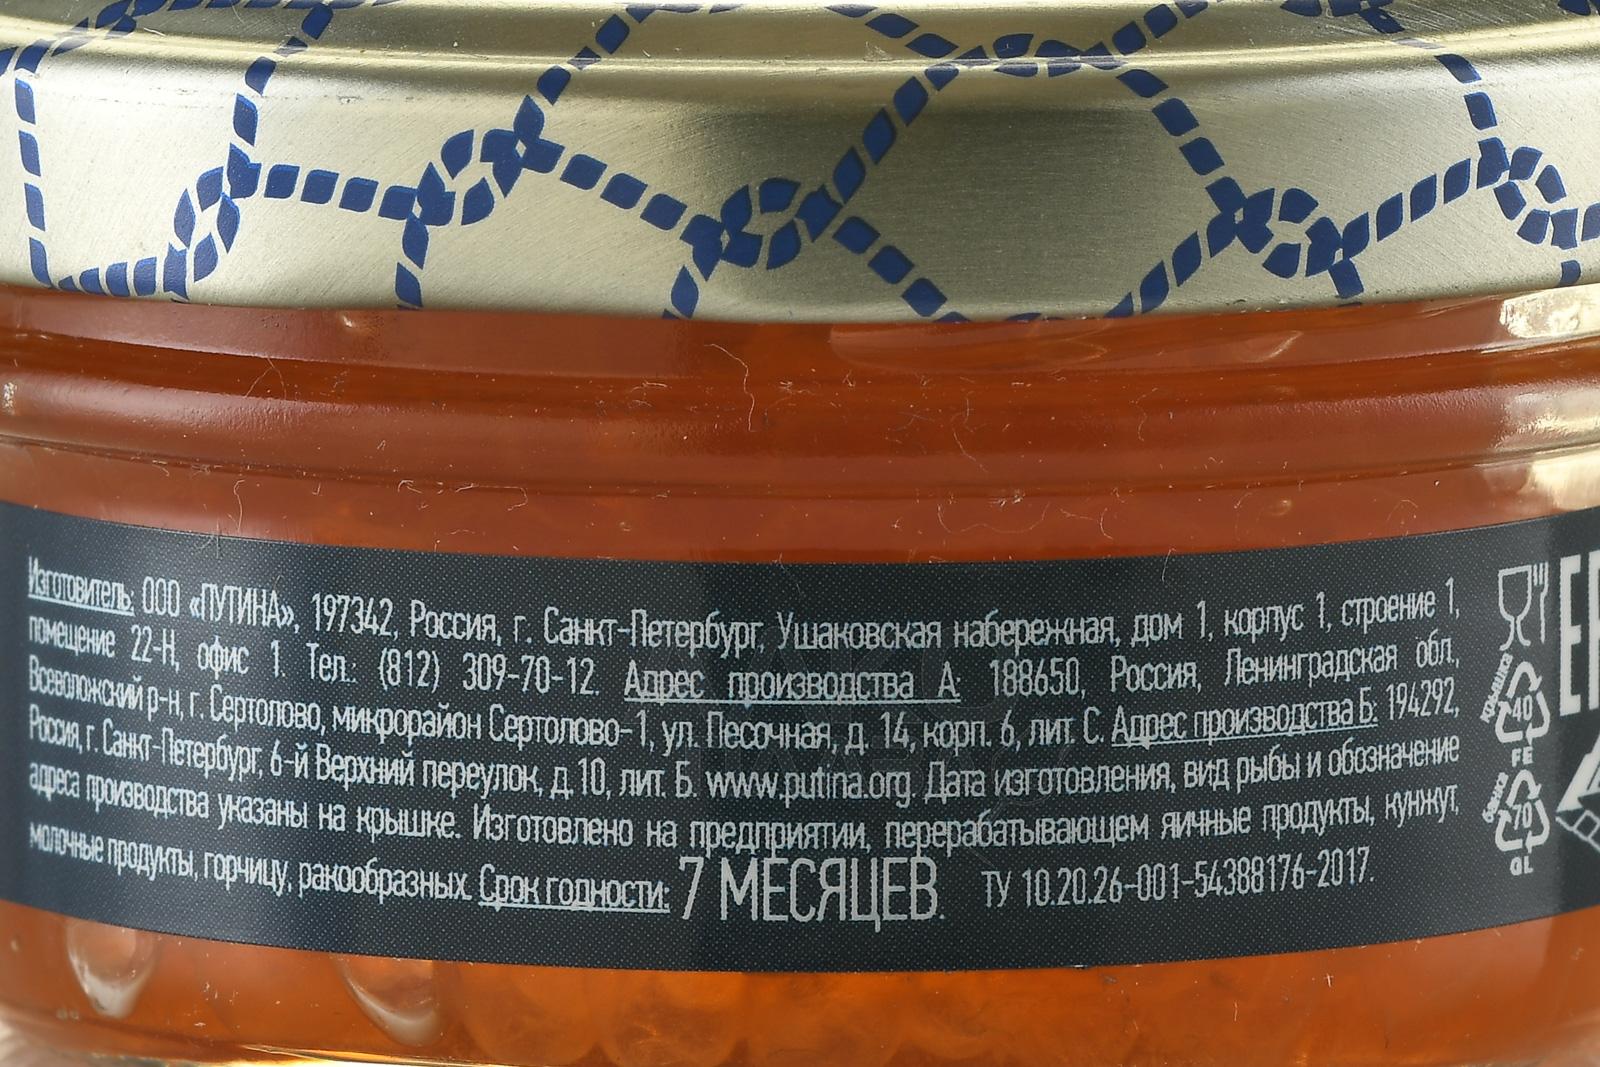 Изготовитель: ООО «ПУТИНА», 197342, Россия, г. Санкт-Петербург, Ушаковская набережная, дом 1, корпус 1, строение 1,
помещение 22-Н, офис 1. Тел.: (812) 309-70-12. Адрес производства А: 188650, Россия, Ленинградская обл.,
Всеволожский р-н, г. Сертолово, микрорайон Сертолово-1, ул. Песочная, д. 14, корп. 6, лит. С. Адрес производства Б: 194292,
Россия, г. Санкт-Петербург, 6-й Верхний переулок, д.10, лит. Б. www.putina.org. Дата изготовления, вид рыбы и обозначение
адреса производства указаны на крышке. Изготовлено на предприятии, перерабатывающем яичные продукты, кунжут,
молочные продукты, горчицу, ракообразных. Срок годности: 7 МЕСЯЦЕВ. ТУ 10.20.26-001-54388176-2017.
крышка
40
FE
банка
70
GL